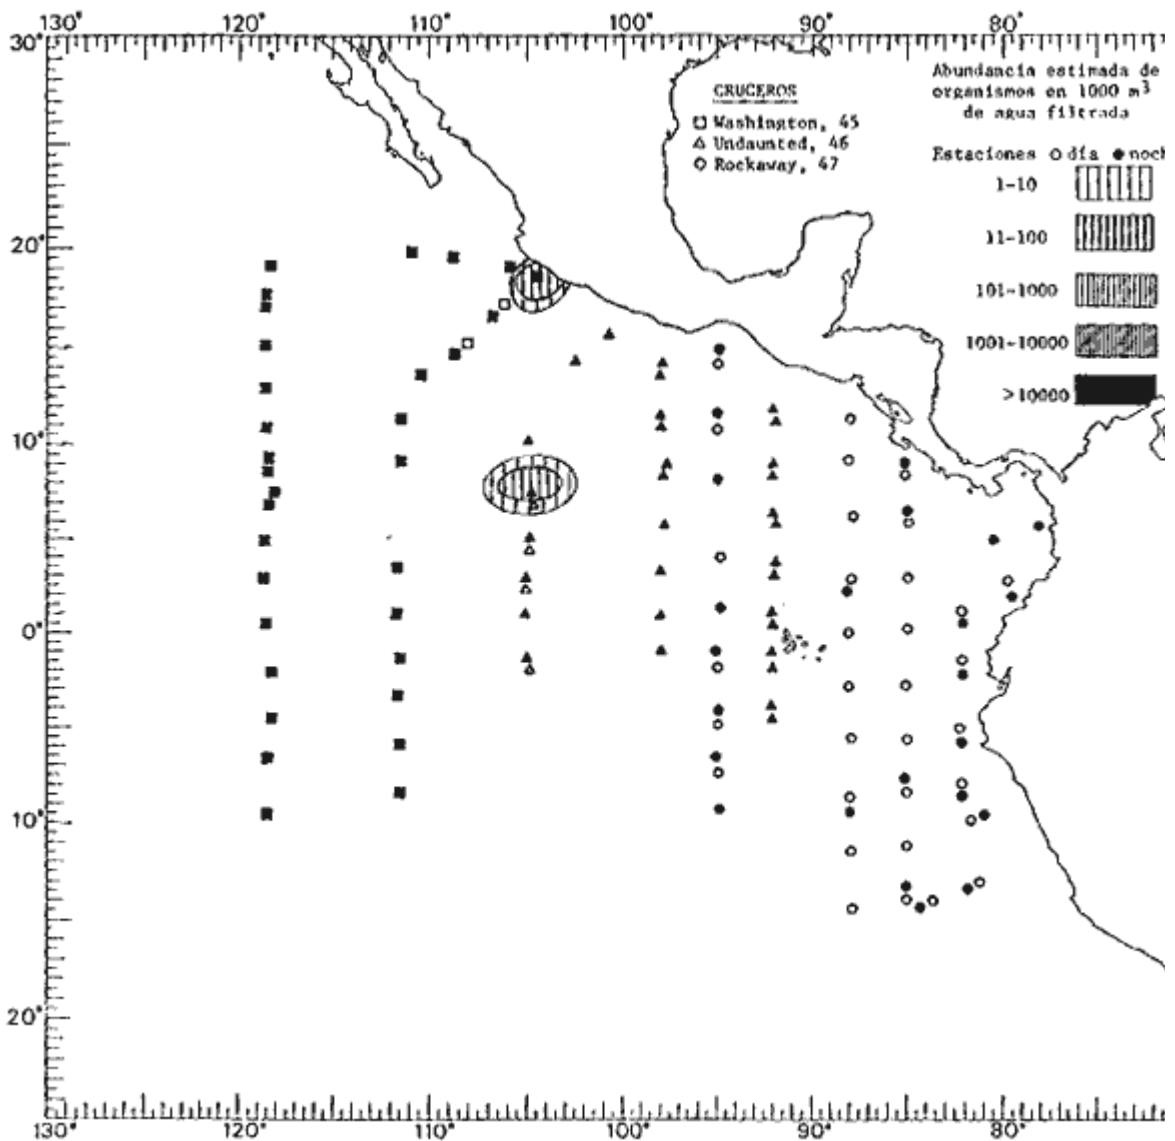 130° 120° 110° 100° 90° 80°
30°
20°
10°
0°
10°
20°
130° 120° 110° 100° 90° 80°
CRUCEROS
Washington, 45
Undaunted, 46
Rockaway, 47
Abundancia estimada de
organismos en 1000 m³
de agua filtrada
Estaciones día noch
1-10
11-100
101-1000
1001-10000
>10000